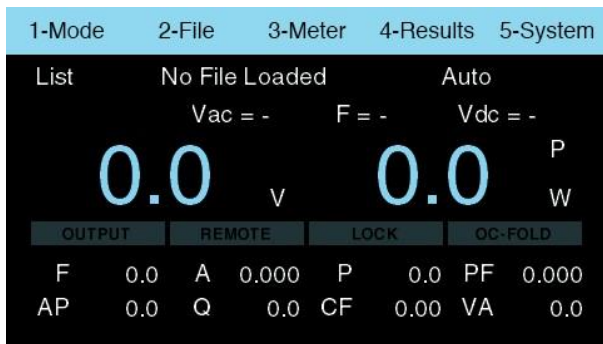 1-Mode 2-File 3-Meter 4-Results 5-System
List No File Loaded Auto
Vac = - F = - Vdc = -
0.0 V 0.0 P W
OUTPUT REMOTE LOCK OC-FOLD
F 0.0 A 0.000 P 0.0 PF 0.000
AP 0.0 Q 0.0 CF 0.00 VA 0.0